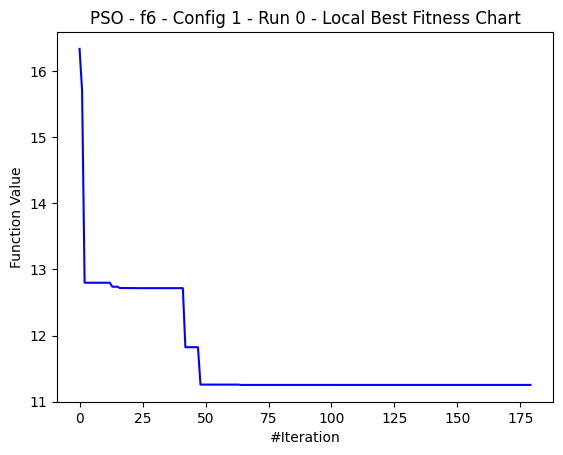 PSO - f6 - Config 1 - Run 0 - Local Best Fitness Chart
Function Value
16
15
14
13
12
11
0 25 50 75 100 125 150 175
#Iteration